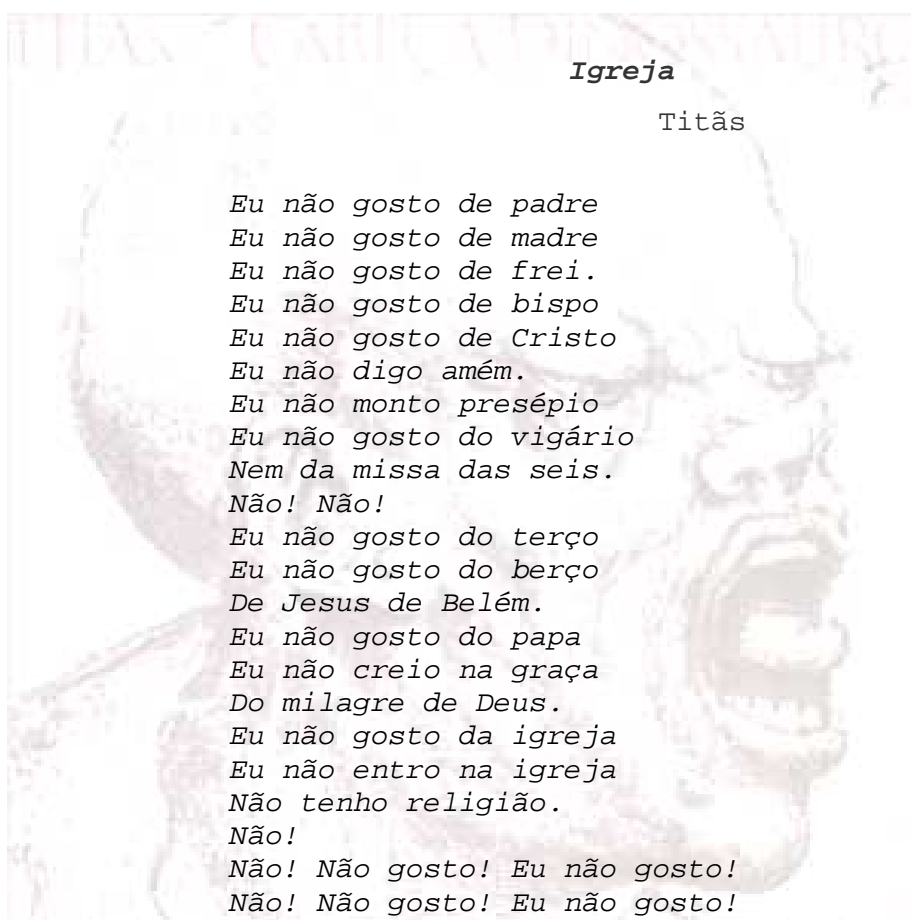 Igreja
Titãs
Eu não gosto de padre
Eu não gosto de madre
Eu não gosto de frei.
Eu não gosto de bispo
Eu não gosto de Cristo
Eu não digo amém.
Eu não monto presépio
Eu não gosto do vigário
Nem da missa das seis.
Não! Não!
Eu não gosto do terço
Eu não gosto do berço
De Jesus de Belém.
Eu não gosto do papa
Eu não creio na graça
Do milagre de Deus.
Eu não gosto da igreja
Eu não entro na igreja
Não tenho religião.
Não!
Não! Não gosto! Eu não gosto!
Não! Não gosto! Eu não gosto!